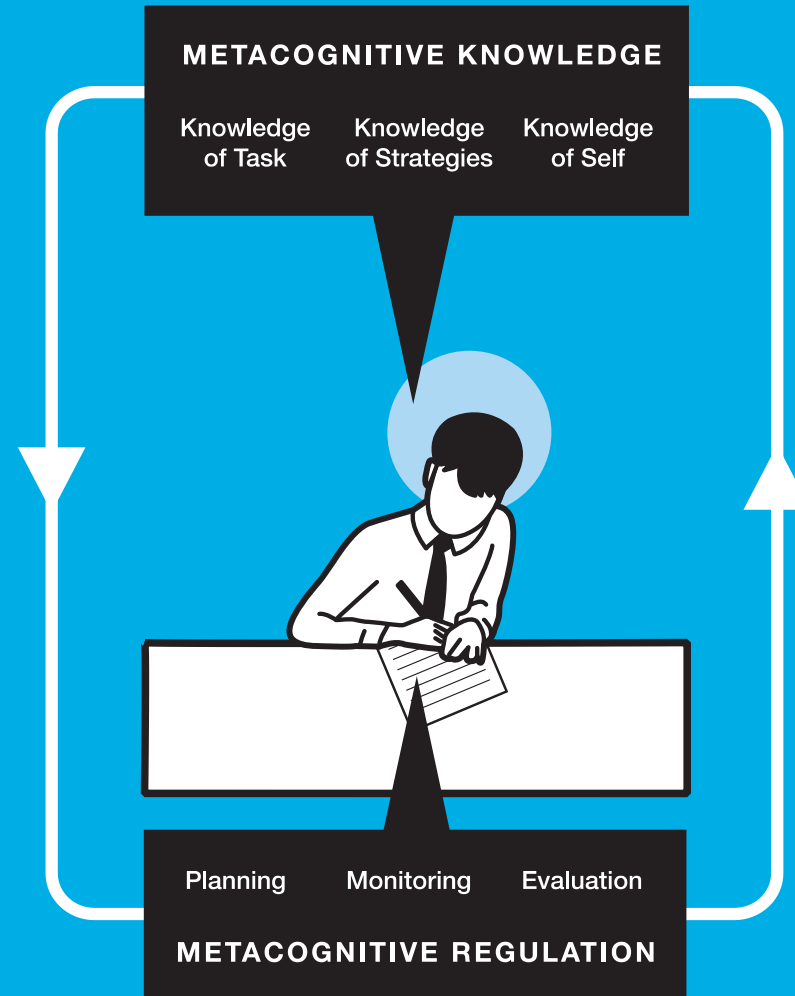 METACOGNITIVE KNOWLEDGE
Knowledge of Task
Knowledge of Strategies
Knowledge of Self
Planning
Monitoring
Evaluation
METACOGNITIVE REGULATION